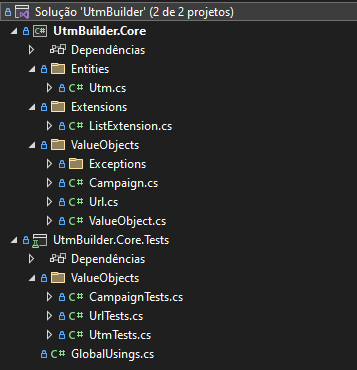 Solução 'UtmBuilder' (2 de 2 projetos)
C# UtmBuilder.Core
Dependências
Entities
C# Utm.cs
Extensions
C# ListExtension.cs
ValueObjects
Exceptions
C# Campaign.cs
C# Url.cs
C# ValueObject.cs
UtmBuilder.Core.Tests
Dependências
ValueObjects
C# CampaignTests.cs
C# UrlTests.cs
C# UtmTests.cs
C# GlobalUsings.cs